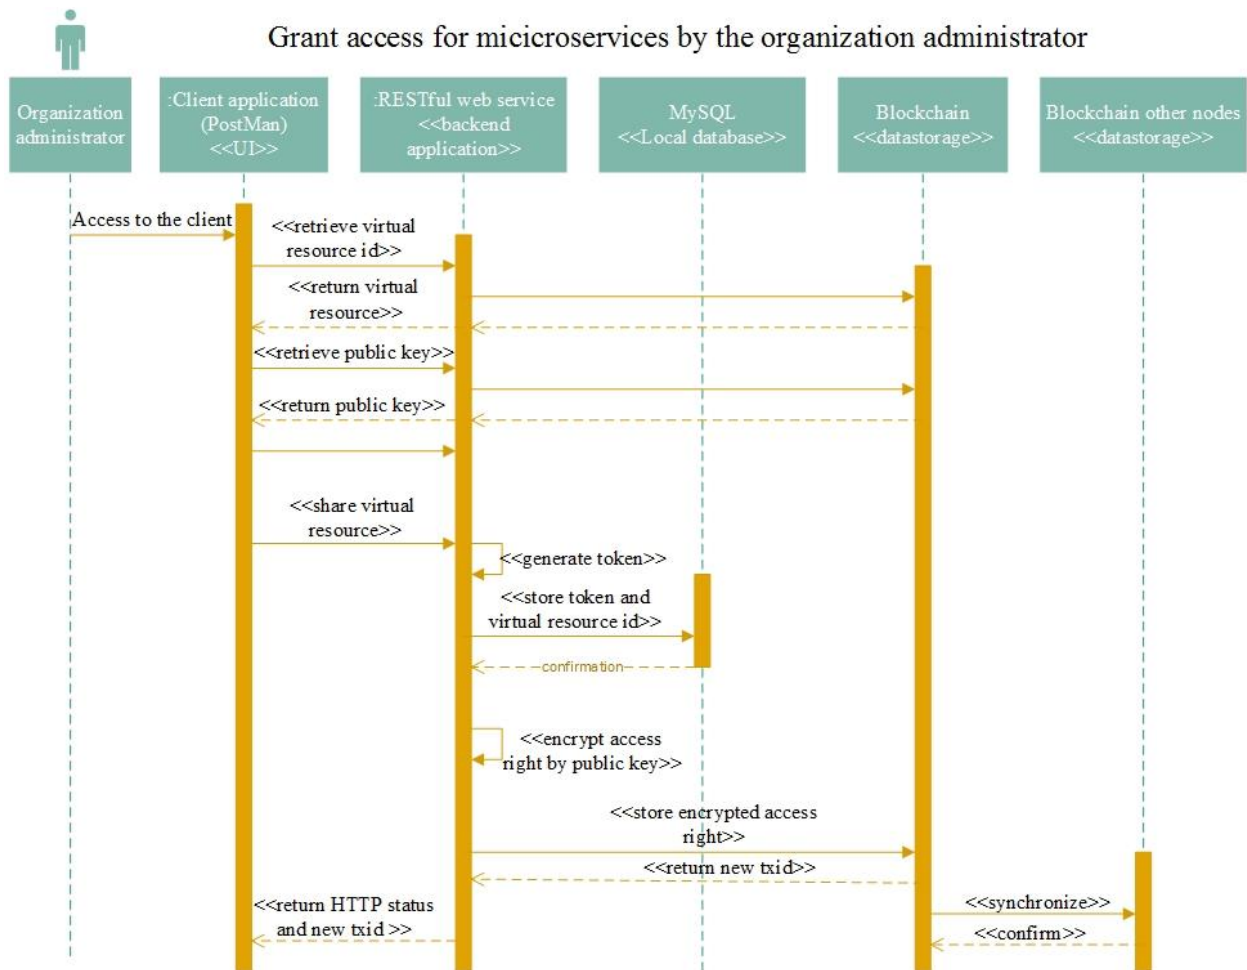 Grant access for micicroservices by the organization administrator
Organization
administrator
:Client application
(PostMan)
<<UI>>
:RESTful web service
<<backend
application>>
MySQL
<<Local database>>
Blockchain
<<datastorage>>
Blockchain other nodes
<<datastorage>>
Access to the client
<<retrieve virtual
resource id>>
<<return virtual
resource>>
<<retrieve public key>>
<<return public key>>
<<share virtual
resource>>
<<generate token>>
<<store token and
virtual resource id>>
confirmation
<<encrypt access
right by public key>>
<<store encrypted access
right>>
<<return new txid>>
<<return HTTP status
and new txid >>
<<synchronize>>
<<confirm>>